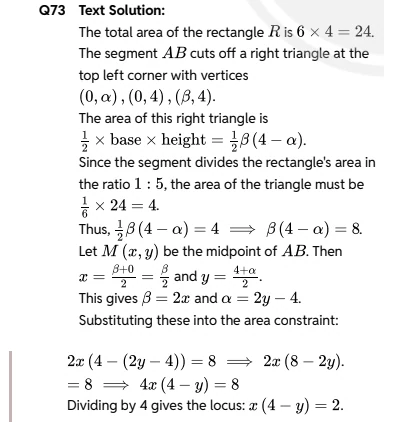 Q73 Text Solution:
The total area of the rectangle R is 6 × 4 = 24.
The segment AB cuts off a right triangle at the
top left corner with vertices
(0, α) , (0, 4) , (β, 4).
The area of this right triangle is
1/2 × base × height = 1/2 β (4 − α).
Since the segment divides the rectangle's area in
the ratio 1 : 5, the area of the triangle must be
1/6 × 24 = 4.
Thus, 1/2 β (4 − α) = 4 ⟹ β (4 − α) = 8.
Let M (x, y) be the midpoint of AB. Then
x = (β+0)/2 = β/2 and y = (4+α)/2.
This gives β = 2x and α = 2y − 4.
Substituting these into the area constraint:
2x (4 − (2y − 4)) = 8 ⟹ 2x (8 − 2y).
= 8 ⟹ 4x (4 − y) = 8
Dividing by 4 gives the locus: x (4 − y) = 2.